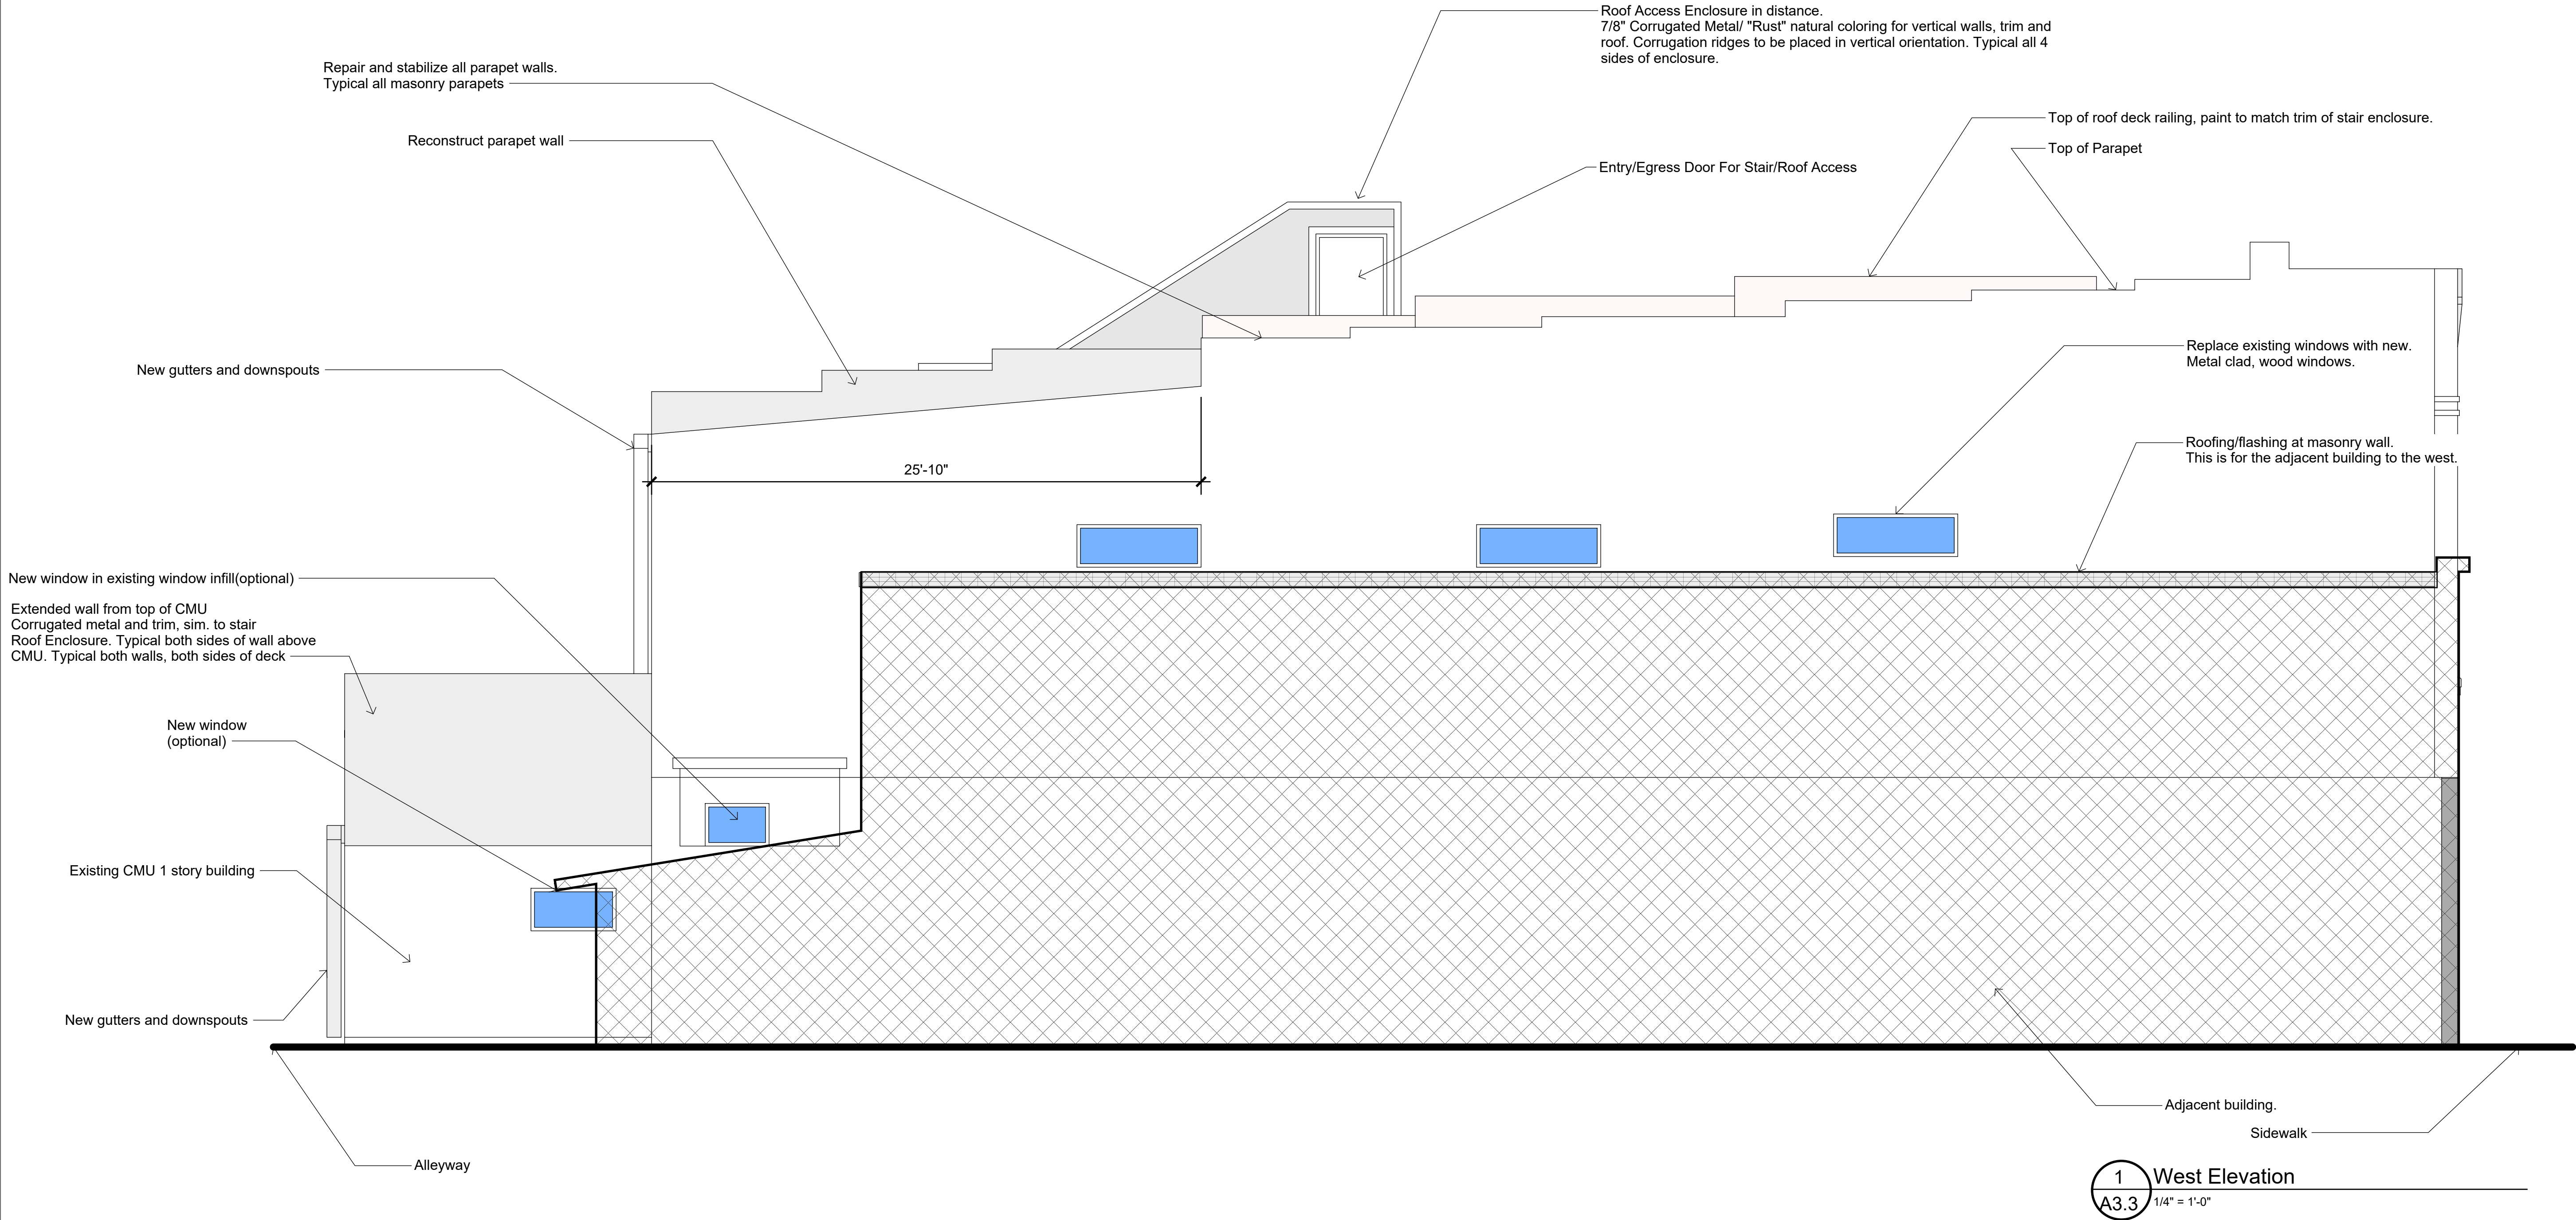 Roof Access Enclosure in distance.
7/8" Corrugated Metal/ "Rust" natural coloring for vertical walls, trim and
roof. Corrugation ridges to be placed in vertical orientation. Typical all 4
sides of enclosure.
Repair and stabilize all parapet walls.
Typical all masonry parapets
Reconstruct parapet wall
Top of roof deck railing, paint to match trim of stair enclosure.
Top of Parapet
Entry/Egress Door For Stair/Roof Access
New gutters and downspouts
Replace existing windows with new.
Metal clad, wood windows.
Roofing/flashing at masonry wall.
This is for the adjacent building to the west.
25'-10"
New window in existing window infill(optional)
Extended wall from top of CMU
Corrugated metal and trim, sim. to stair
Roof Enclosure. Typical both sides of wall above
CMU. Typical both walls, both sides of deck
New window
(optional)
Existing CMU 1 story building
New gutters and downspouts
Adjacent building.
Sidewalk
Alleyway
1
West Elevation
A3.3
1/4" = 1'-0"